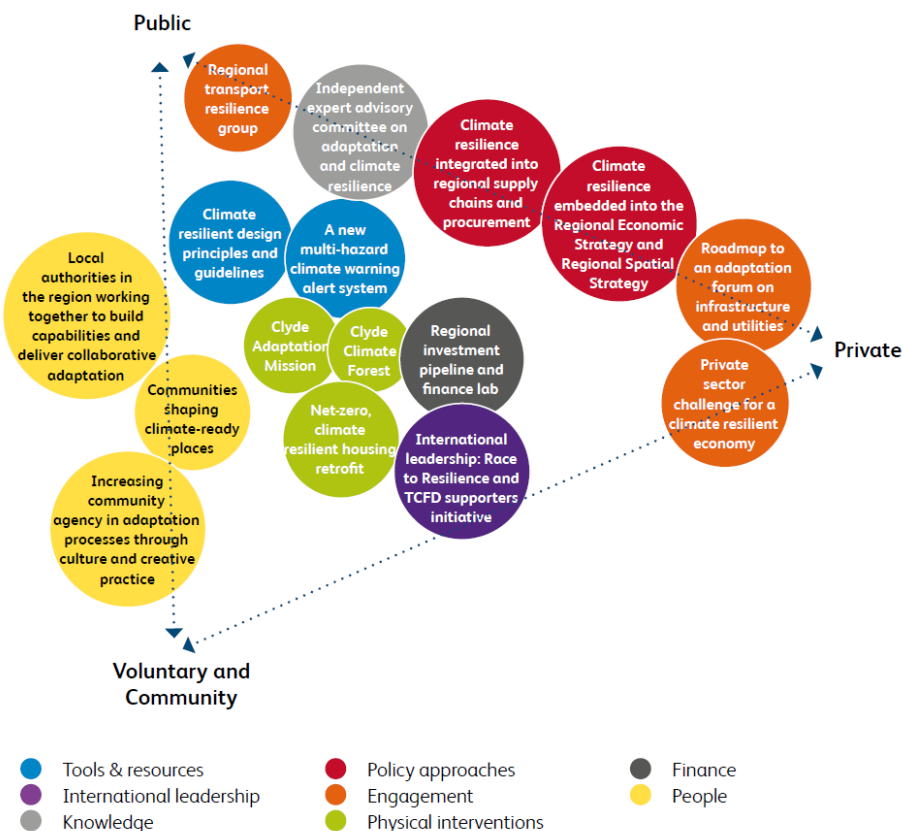 Public
Regional
transport
resilience
group
Independent
expert advisory
committee on
adaptation
and climate
resilience
Climate
resilience
integrated into
regional supply
chains and
procurement
Climate
resilience
embedded into the
Regional Economic
Strategy and
Regional Spatial
Strategy
Roadmap to
an adaptation
forum on
infrastructure
and utilities
Climate
resilient design
principles and
guidelines
A new
multi-hazard
climate warning
alert system
Local
authorities in
the region working
together to build
capabilities and
deliver collaborative
adaptation
Clyde
Adaptation
Mission
Clyde
Climate
Forest
Regional
investment
pipeline and
finance lab
Private
Private
sector
challenge for a
climate resilient
economy
Communities
shaping
climate-ready
places
Net-zero,
climate
resilient housing
retrofit
International
leadership: Race
to Resilience and
TCFD supporters
initiative
Increasing
community
agency in adaptation
processes through
culture and creative
practice
Voluntary and
Community
Tools & resources
International leadership
Knowledge
Policy approaches
Engagement
Physical interventions
Finance
People